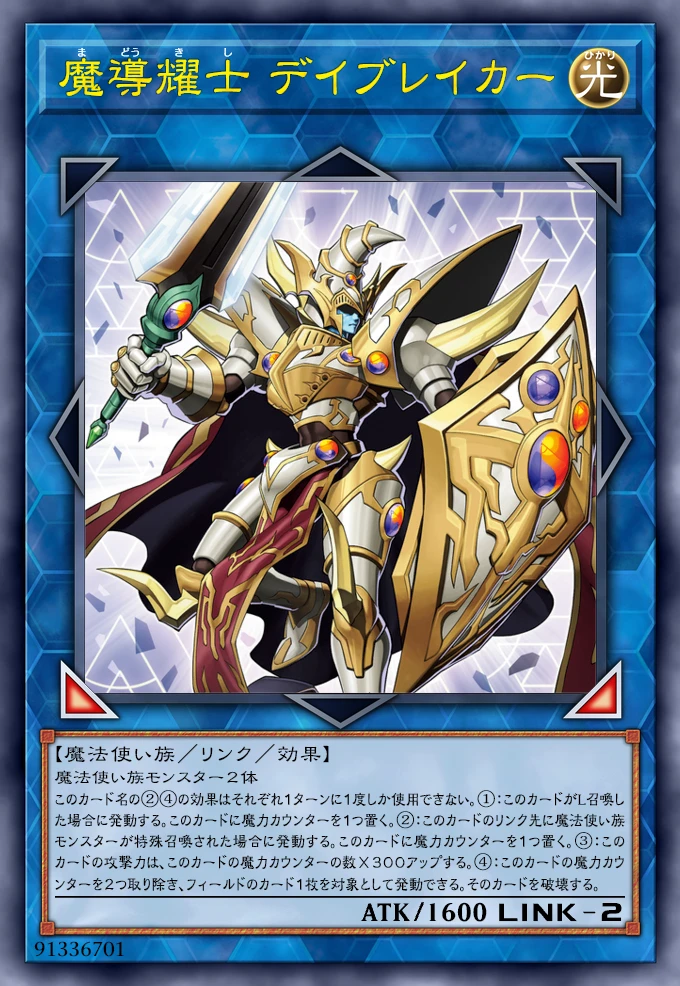 まどうきし
魔導耀士 デイブレイカー
ひかり
光
【魔法使い族／リンク／効果】
魔法使い族モンスター２体
このカード名の②④の効果はそれぞれ１ターンに１度しか使用できない。①：このカードがL召喚し
た場合に発動する。このカードに魔力カウンターを１つ置く。②：このカードのリンク先に魔法使い族
モンスターが特殊召喚された場合に発動する。このカードに魔力カウンターを１つ置く。③：この
カードの攻撃力は、このカードの魔力カウンターの数×３００アップする。④：このカードの魔力カウ
ンターを２つ取り除き、フィールドのカード１枚を対象として発動できる。そのカードを破壊する。
ATK/1600 LINK-2
91336701